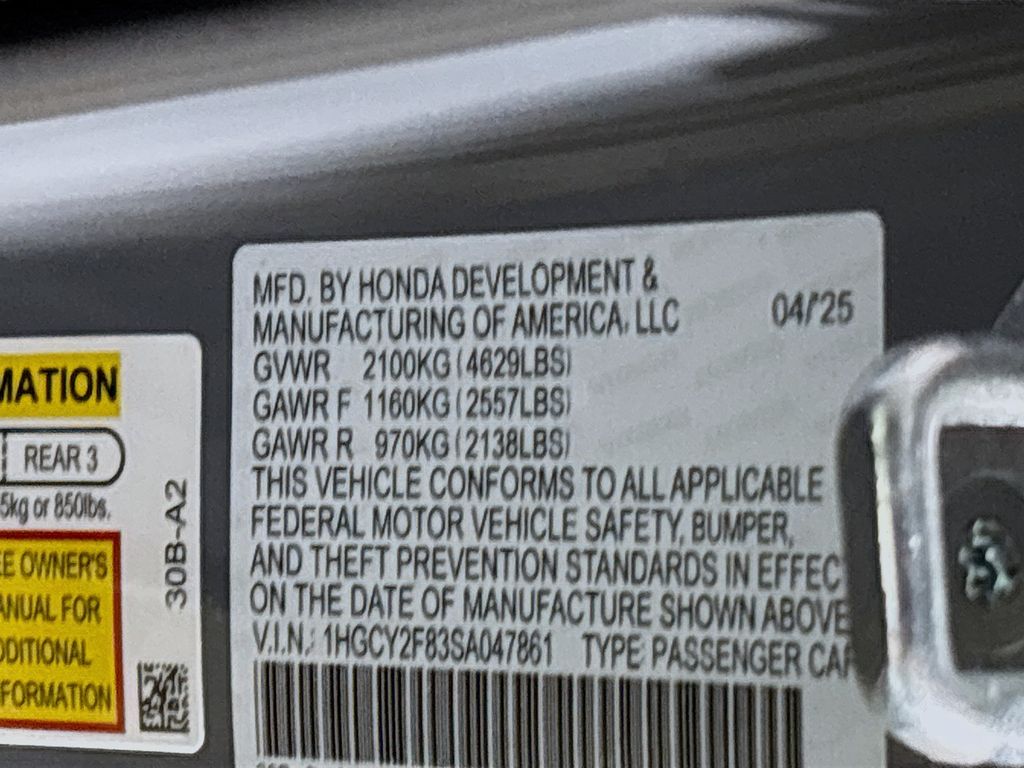 MATION
REAR 3
5kg or 850lbs.
E OWNER'S
ANUAL FOR
DDITIONAL
FORMATION
30B-A2
MFD. BY HONDA DEVELOPMENT &
MANUFACTURING OF AMERICA, LLC 04/25
GVWR 2100KG (4629LBS)
GAWR F 1160KG (2557LBS)
GAWR R 970KG (2138LBS)
THIS VEHICLE CONFORMS TO ALL APPLICABLE
FEDERAL MOTOR VEHICLE SAFETY, BUMPER,
AND THEFT PREVENTION STANDARDS IN EFFEC
ON THE DATE OF MANUFACTURE SHOWN ABOVE
V.I.N.: 1HGCY2F83SA047861 TYPE: PASSENGER CAR